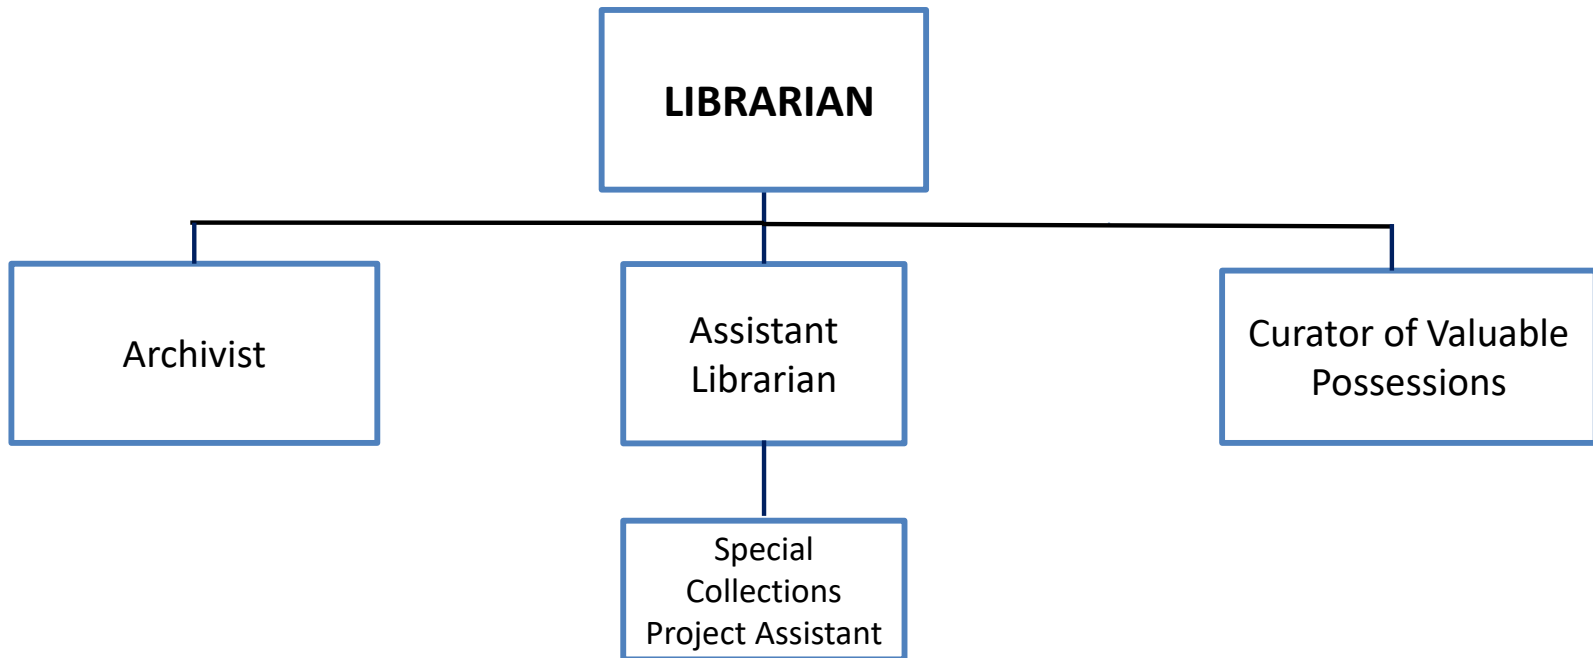 LIBRARIAN
Archivist
Assistant
Librarian
Curator of Valuable
Possessions
Special
Collections
Project Assistant